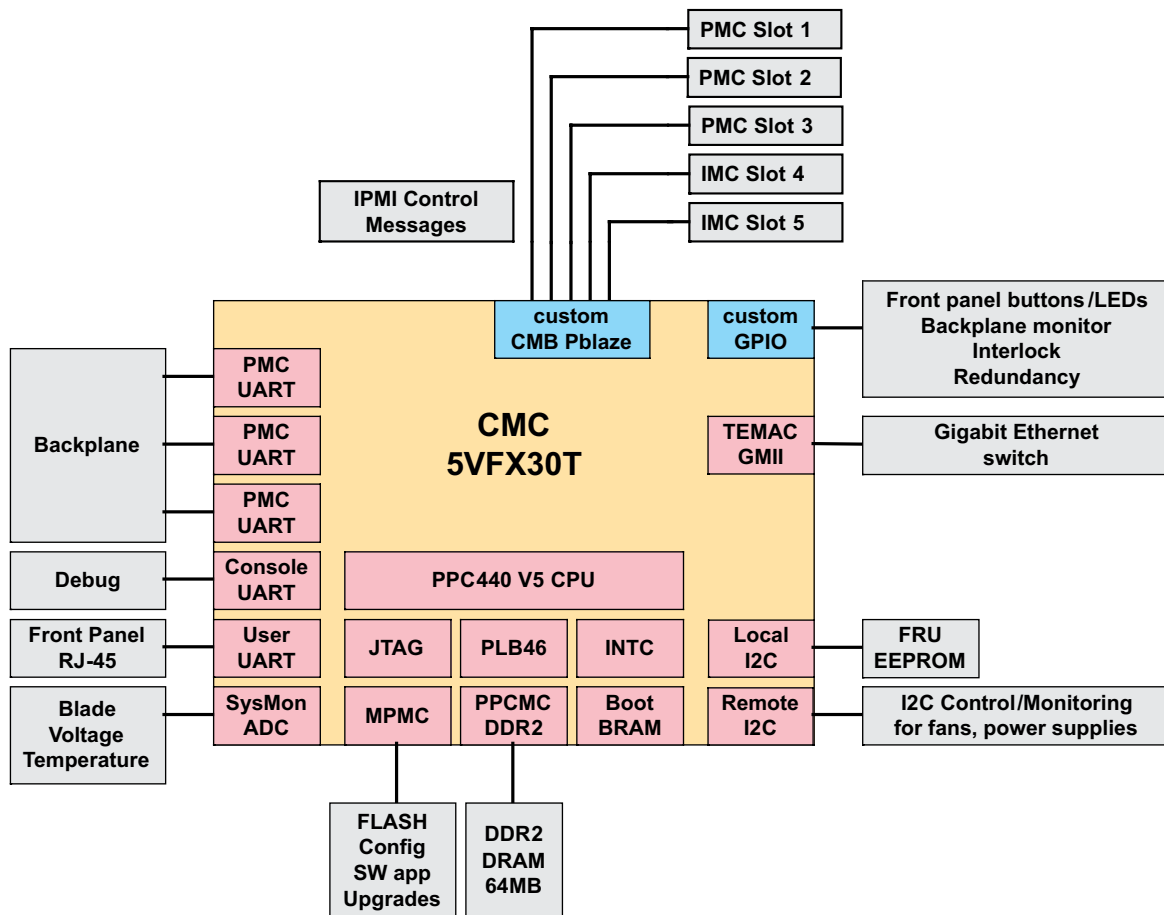 PMC Slot 1
PMC Slot 2
PMC Slot 3
IMC Slot 4
IMC Slot 5
IPMI Control
Messages
custom
CMB Pblaze
custom
GPIO
Front panel buttons/LEDs
Backplane monitor
Interlock
Redundancy
Backplane
PMC
UART
PMC
UART
PMC
UART
CMC
5VFX30T
TEMAC
GMII
Gigabit Ethernet
switch
Debug
Console
UART
PPC440 V5 CPU
Front Panel
RJ-45
User
UART
JTAG
PLB46
INTC
Local
I2C
FRU
EEPROM
Blade
Voltage
Temperature
SysMon
ADC
MPMC
PPCMC
DDR2
Boot
BRAM
Remote
I2C
I2C Control/Monitoring
for fans, power supplies
FLASH
Config
SW app
Upgrades
DDR2
DRAM
64MB